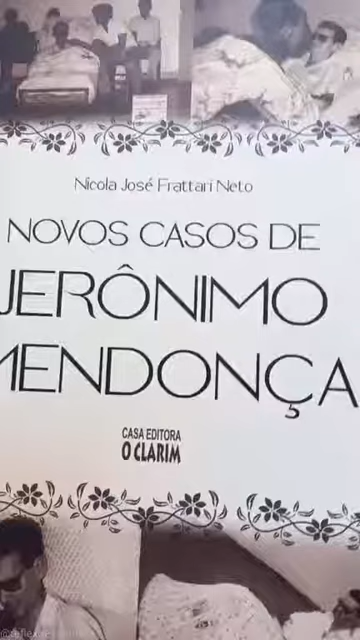 Nicola José Frattari Neto
NOVOS CASOS DE
JERÔNIMO
MENDONÇA
CASA EDITORA
O CLARIM